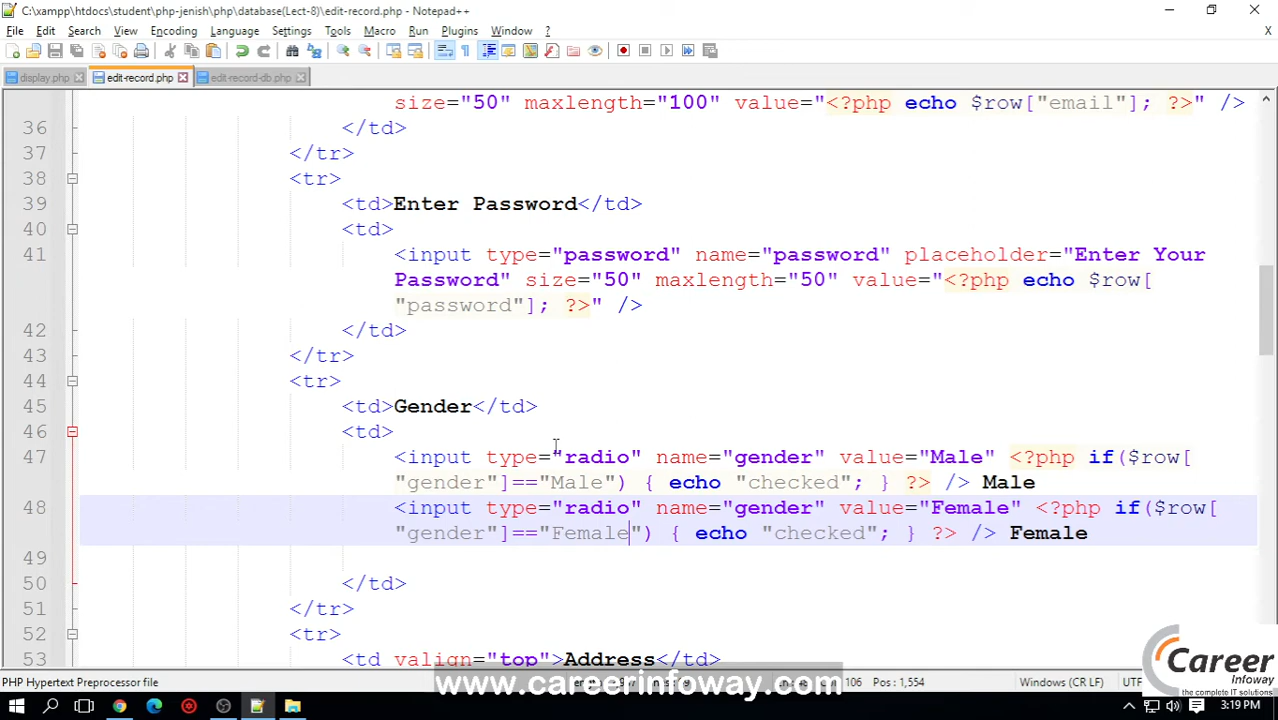 C:\xampp\htdocs\student\php-jenish\php\database(Lect-8)\edit-record.php - Notepad++
File Edit Search View Encoding Language Settings Tools Macro Run Plugins Window ? X
display.php edit-record.php edit-record-db.php
size="50" maxlength="100" value="<?php echo $row["email"]; ?>" />
36 </td>
37 </tr>
38 <tr>
39 <td>Enter Password</td>
40 <td>
41 <input type="password" name="password" placeholder="Enter Your
Password" size="50" maxlength="50" value="<?php echo $row[
"password"]; ?>" />
42 </td>
43 </tr>
44 <tr>
45 <td>Gender</td>
46 <td>
47 <input type="radio" name="gender" value="Male" <?php if($row[
"gender"]=="Male") { echo "checked"; } ?> /> Male
48 <input type="radio" name="gender" value="Female" <?php if($row[
"gender"]=="Female") { echo "checked"; } ?> /> Female
49
50 </td>
51 </tr>
52 <tr>
53 <td valign="top">Address</td>
www.careerinfoway.com
Career
Infoway
the complete IT solutions
PHP Hypertext Preprocessor file 106 Pos : 1,554 Windows (CR LF) UTF
3:19 PM